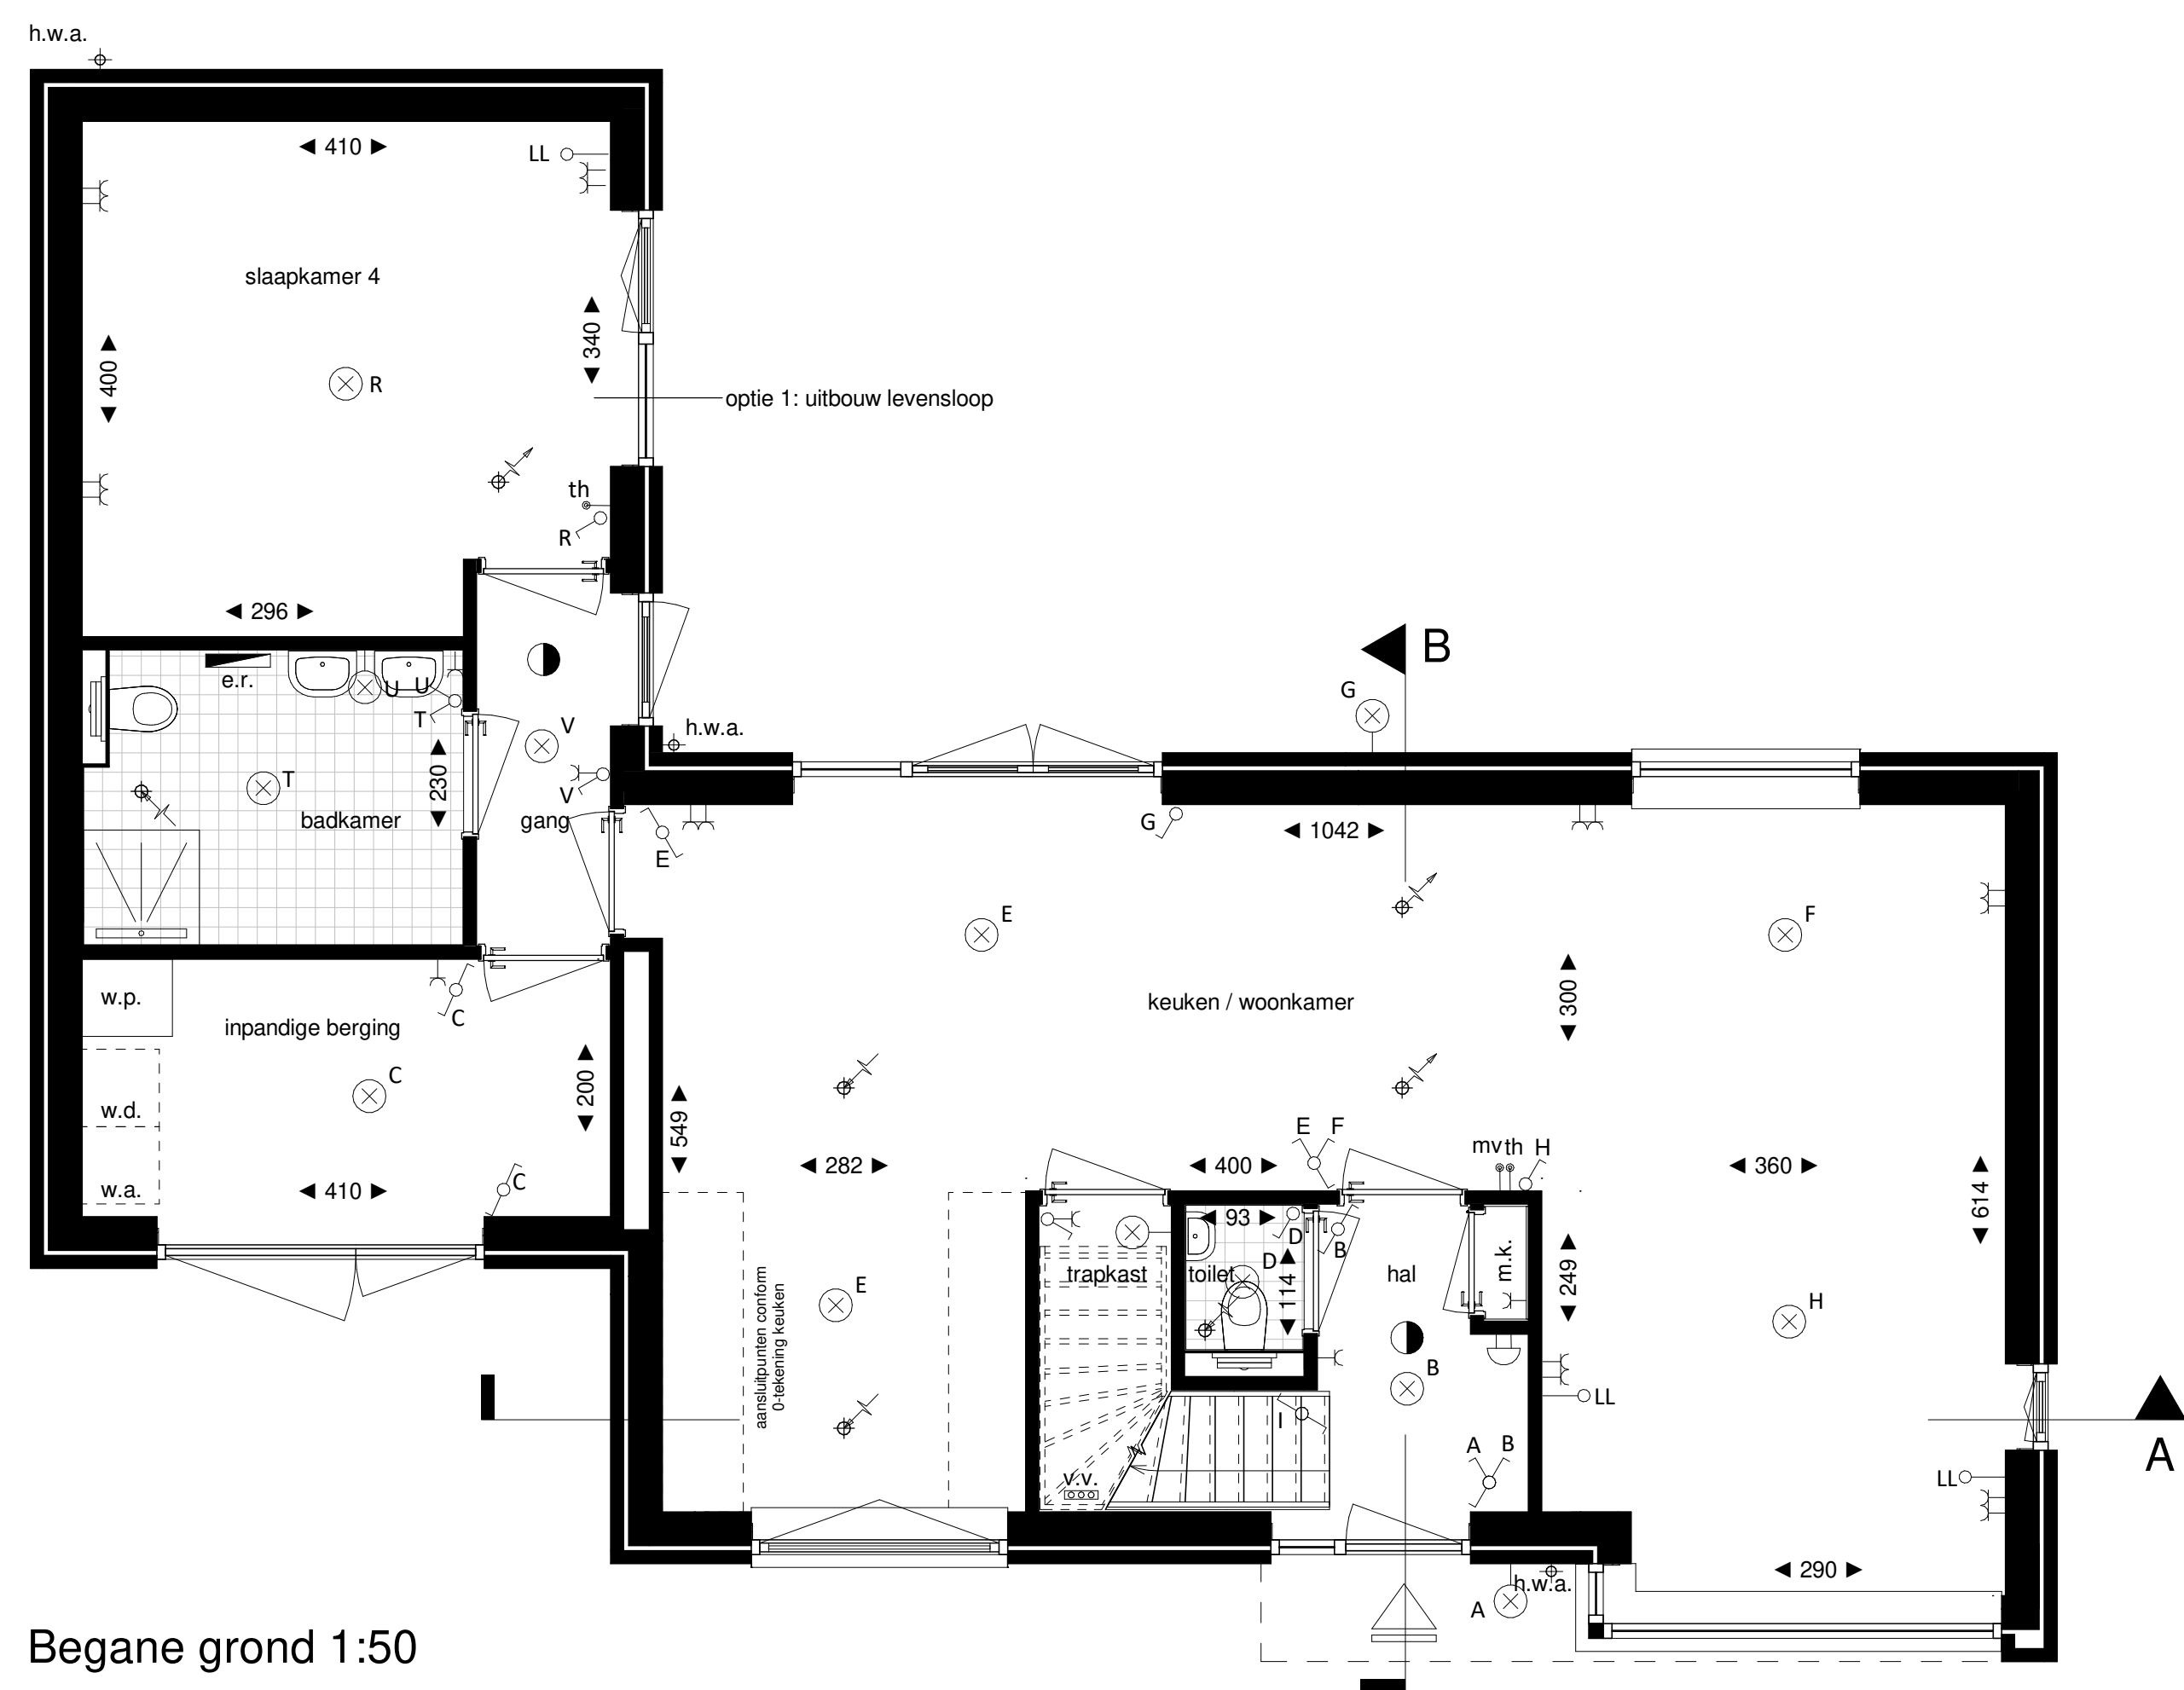 h.w.a.
410
LL
slaapkamer 4
340
400
R
optie 1: uitbouw levensloop
th
R
296
B
e.r.
U
U
T
G
V
h.w.a.
T
230
V
badkamer
gang
G
1042
E
E
F
w.p.
C
inpandige berging
keuken / woonkamer
300
C
200
w.d.
549
E
F
mv
th
H
282
400
360
w.a.
410
C
614
93
D
B
D
trapkast
toilet
114
hal
m.k.
249
E
H
aansluitpunten conform
0-tekening keuken
B
LL
I
A
B
A
v.v.
LL
290
h.w.a.
A
Begane grond 1:50